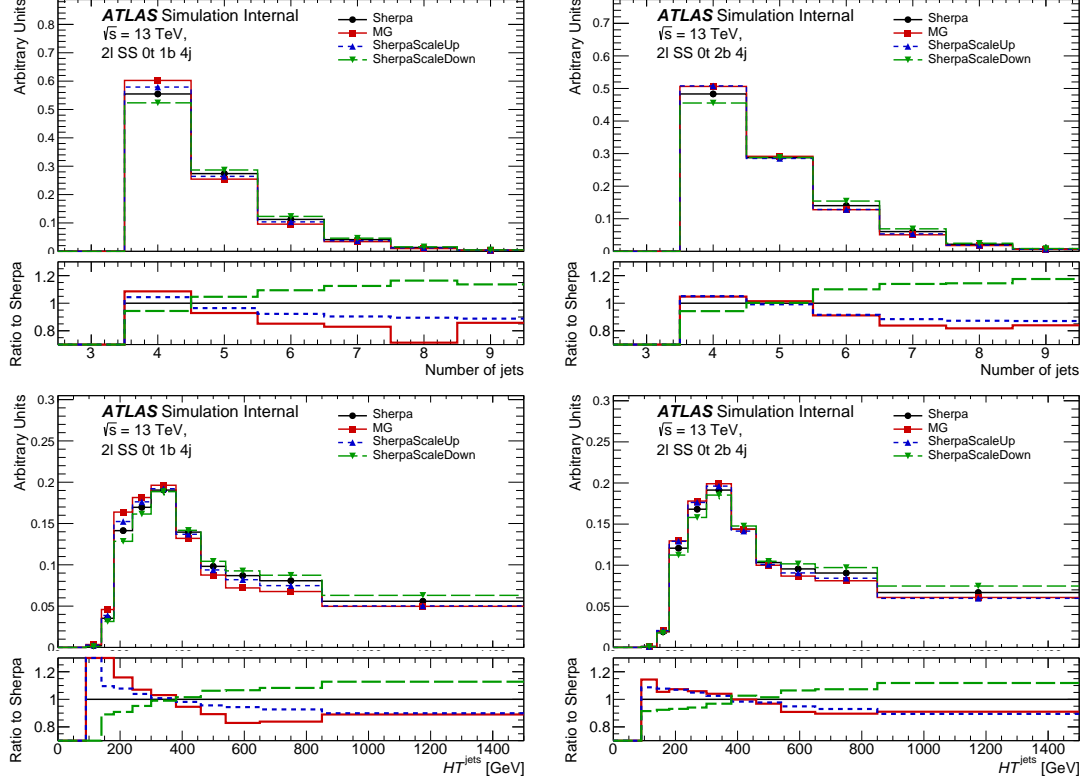 ATLAS Simulation Internal
√s = 13 TeV,
2l SS 0t 1b 4j
Sherpa
MG
SherpaScaleUp
SherpaScaleDown
Arbitrary Units
0.8
0.6
0.4
0.2
0
Ratio to Sherpa
1.2
1
0.8
3 4 5 6 7 8 9
Number of jets
ATLAS Simulation Internal
√s = 13 TeV,
2l SS 0t 2b 4j
Sherpa
MG
SherpaScaleUp
SherpaScaleDown
Arbitrary Units
0.7
0.6
0.5
0.4
0.3
0.2
0.1
0
Ratio to Sherpa
1.2
1
0.8
3 4 5 6 7 8 9
Number of jets
ATLAS Simulation Internal
√s = 13 TeV,
2l SS 0t 1b 4j
Sherpa
MG
SherpaScaleUp
SherpaScaleDown
Arbitrary Units
0.3
0.25
0.2
0.15
0.1
0.05
0
Ratio to Sherpa
1.2
1
0.8
0 200 400 600 800 1000 1200 1400
HT^jets [GeV]
ATLAS Simulation Internal
√s = 13 TeV,
2l SS 0t 2b 4j
Sherpa
MG
SherpaScaleUp
SherpaScaleDown
Arbitrary Units
0.3
0.25
0.2
0.15
0.1
0.05
0
Ratio to Sherpa
1.2
1
0.8
0 200 400 600 800 1000 1200 1400
HT^jets [GeV]